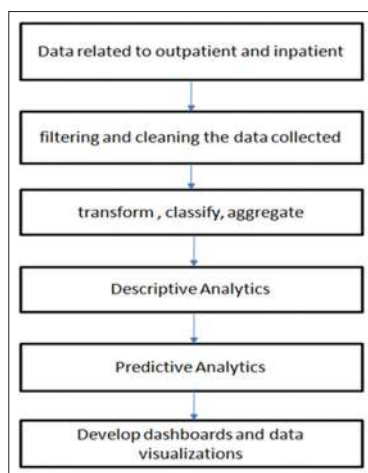 Data related to outpatient and inpatient
filtering and cleaning the data collected
transform , classify, aggregate
Descriptive Analytics
Predictive Analytics
Develop dashboards and data
visualizations